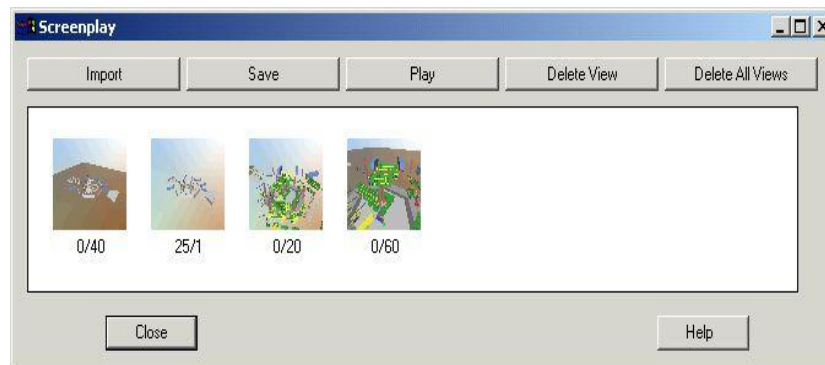 Screenplay
Import Save Play Delete View Delete All Views
0/40 25/1 0/20 0/60
Close Help